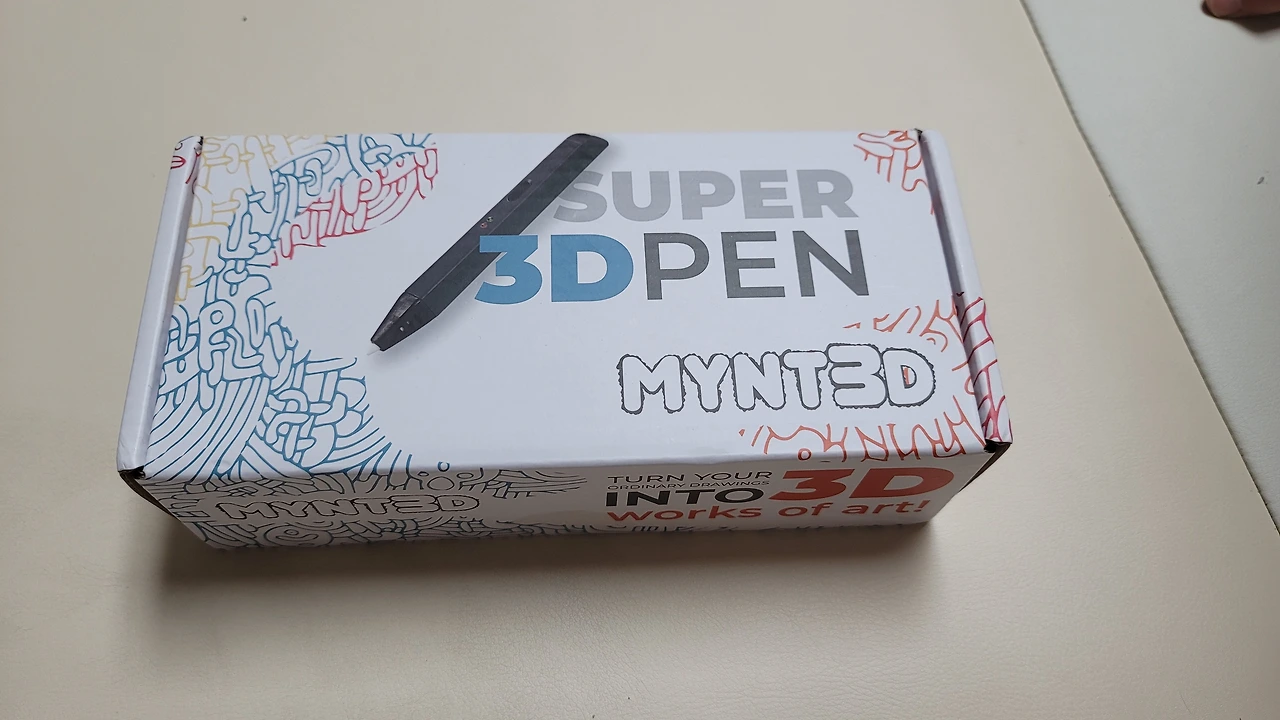 SUPER
3DPEN
MYNT3D
MYNT3D
TURN YOUR
ORDINARY DRAWINGS
INTO 3D
works of art!